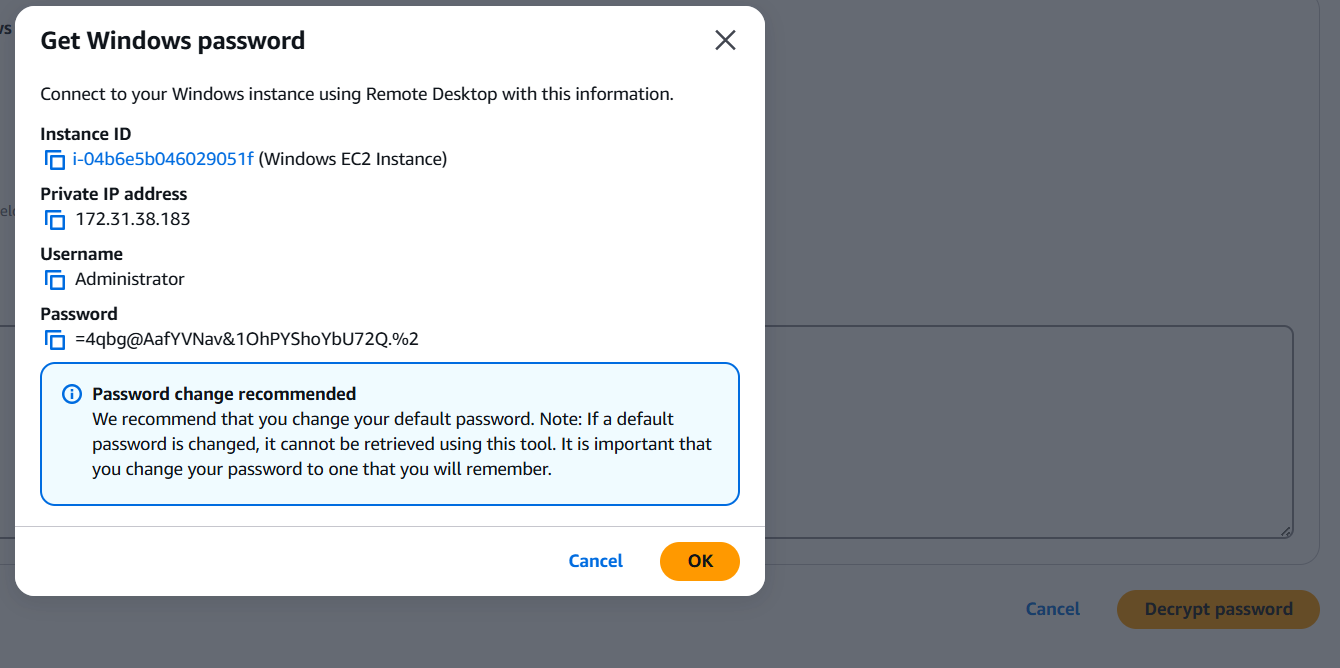 Get Windows password
Connect to your Windows instance using Remote Desktop with this information.
Instance ID
i-04b6e5b046029051f (Windows EC2 Instance)
Private IP address
172.31.38.183
Username
Administrator
Password
=4qbg@AafYVNav&1OhPYShoYbU72Q.%2
Password change recommended
We recommend that you change your default password. Note: If a default
password is changed, it cannot be retrieved using this tool. It is important that
you change your password to one that you will remember.
Cancel
OK
Cancel
Decrypt password